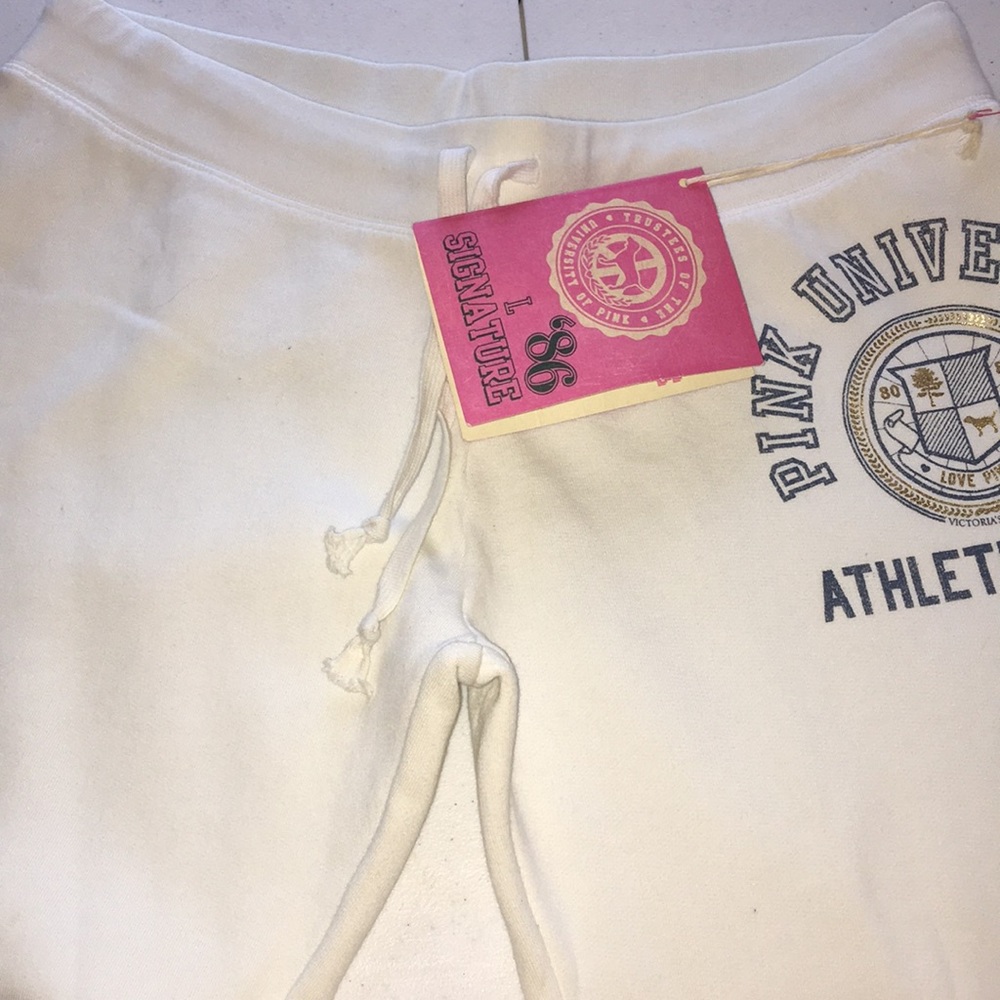 SIGNATURE
L
'86
UNIVERSITY OF PINK • TRUSTEES OF THE •
PINK UNIVE
80
LOVE PI
VICTORIA'S
ATHLET